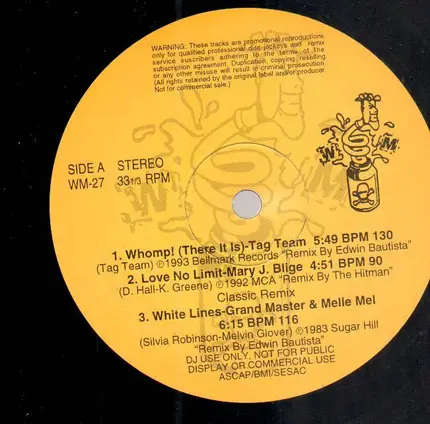 WARNING. These tracks are promotional reproductions
only for qualified professional disc jockeys and remix
service suscribers adhering to the terms of the
subscription agreement. Duplication, copying, reselling
or any other misuse will result in criminal prosecution
(All rights retained by the original label and/or producer.
Not for commercial sale.)
SIDE A STEREO
WM-27 33 1/3 RPM
1. Whomp! (There It Is)-Tag Team 5:49 BPM 130
(Tag Team) ℗1993 Bellmark Records "Remix By Edwin Bautista"
2. Love No Limit-Mary J. Blige 4:51 BPM 90
(D. Hall-K. Greene) ℗1992 MCA "Remix By The Hitman"
Classic Remix
3. White Lines-Grand Master & Melle Mel
6:15 BPM 116
(Silvia Robinson-Melvin Glover) ℗1983 Sugar Hill
"Remix By Edwin Bautista"
DJ USE ONLY, NOT FOR PUBLIC
DISPLAY OR COMMERCIAL USE
ASCAP/BMI/SESAC